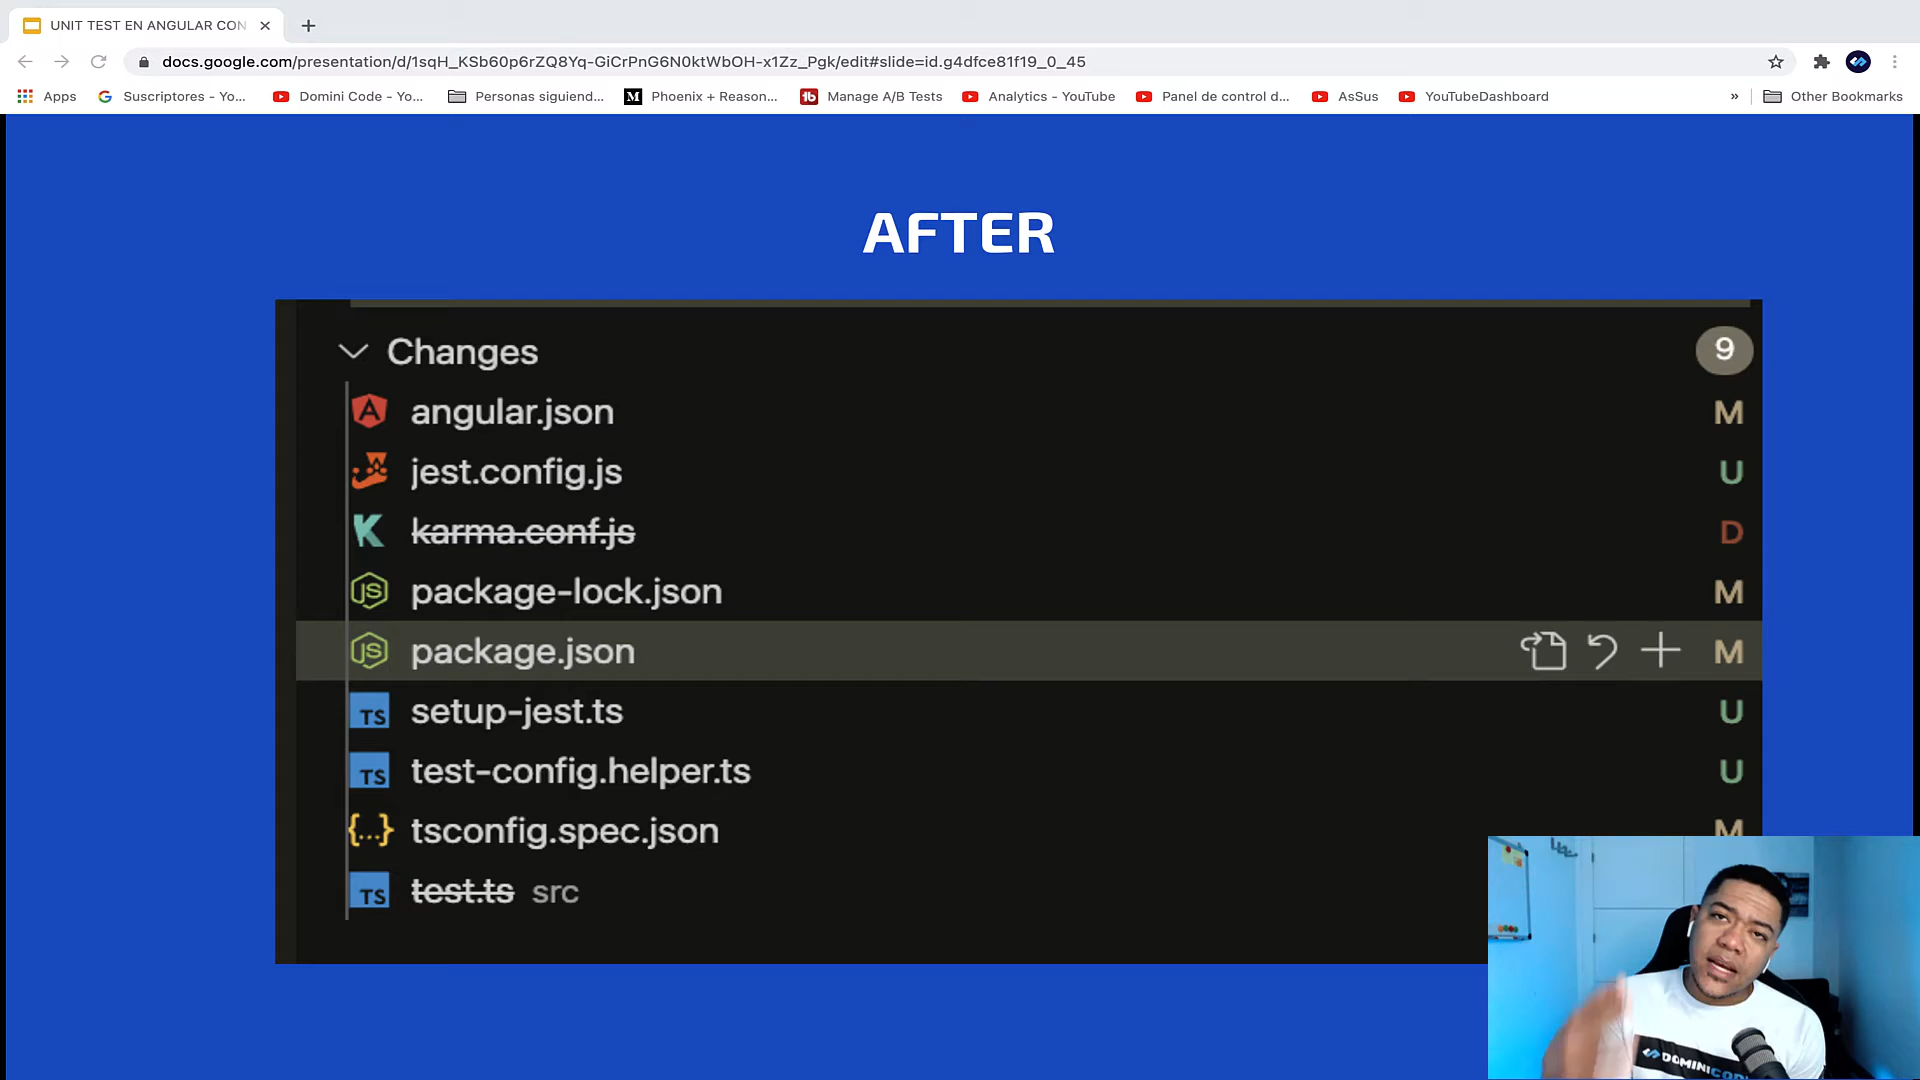 UNIT TEST EN ANGULAR CON
docs.google.com/presentation/d/1sqH_KSb60p6rZQ8Yq-GiCrPnG6N0ktWbOH-x1Zz_Pgk/edit#slide=id.g4dfce81f19_0_45
Apps Suscriptores - Yo... Domini Code - Yo... Personas siguiend... M Phoenix + Reason... tb Manage A/B Tests Analytics - YouTube Panel de control d... AsSus YouTubeDashboard » Other Bookmarks
AFTER
Changes 9
angular.json M
jest.config.js U
karma.conf.js D
package-lock.json M
package.json M
setup-jest.ts U
test-config.helper.ts U
tsconfig.spec.json M
test.ts src